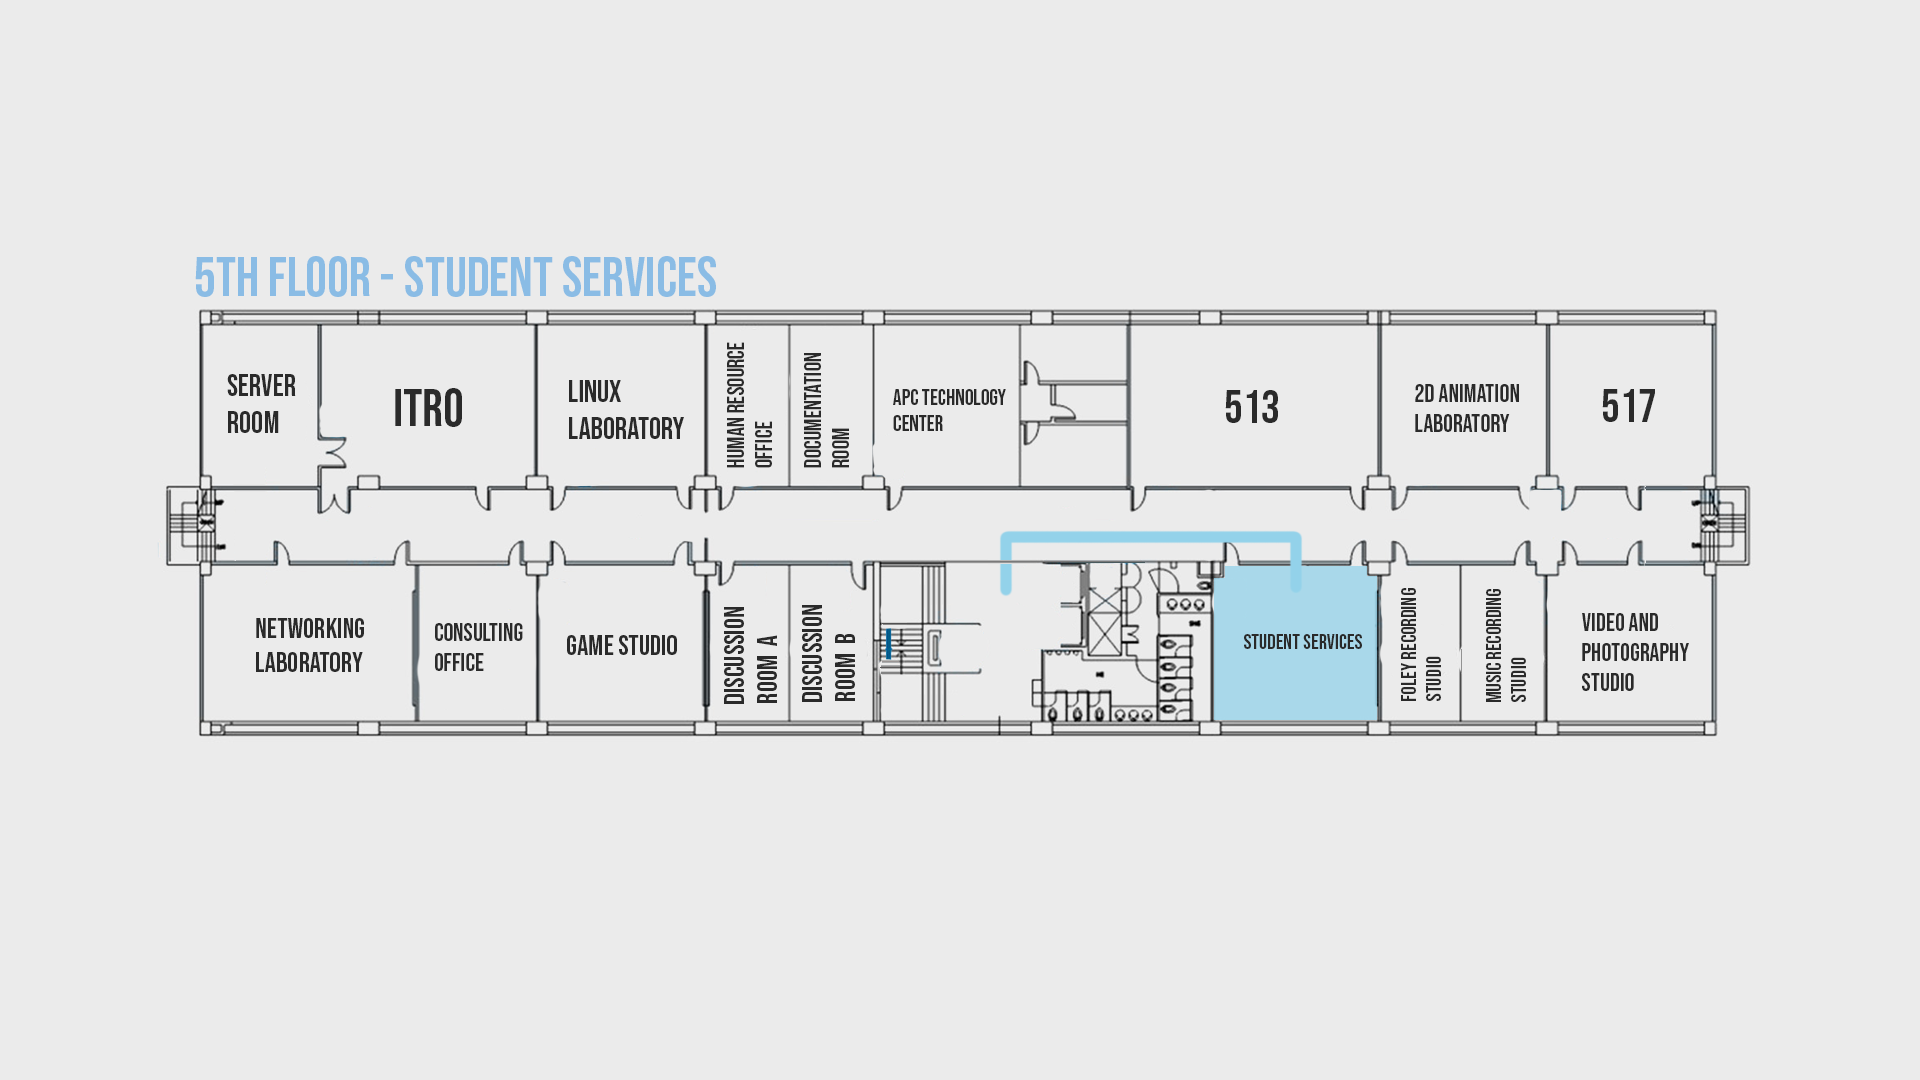 5TH FLOOR - STUDENT SERVICES
SERVER
ROOM
ITRO
LINUX
LABORATORY
HUMAN RESOURCE
OFFICE
DOCUMENTATION
ROOM
APC TECHNOLOGY
CENTER
513
2D ANIMATION
LABORATORY
517
NETWORKING
LABORATORY
CONSULTING
OFFICE
GAME STUDIO
DISCUSSION
ROOM A
DISCUSSION
ROOM B
STUDENT SERVICES
FOLEY RECORDING
STUDIO
MUSIC RECORDING
STUDIO
VIDEO AND
PHOTOGRAPHY
STUDIO